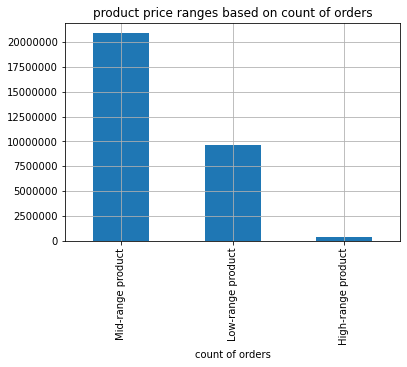 product price ranges based on count of orders
20000000
17500000
15000000
12500000
10000000
7500000
5000000
2500000
0
Mid-range product
Low-range product
High-range product
count of orders